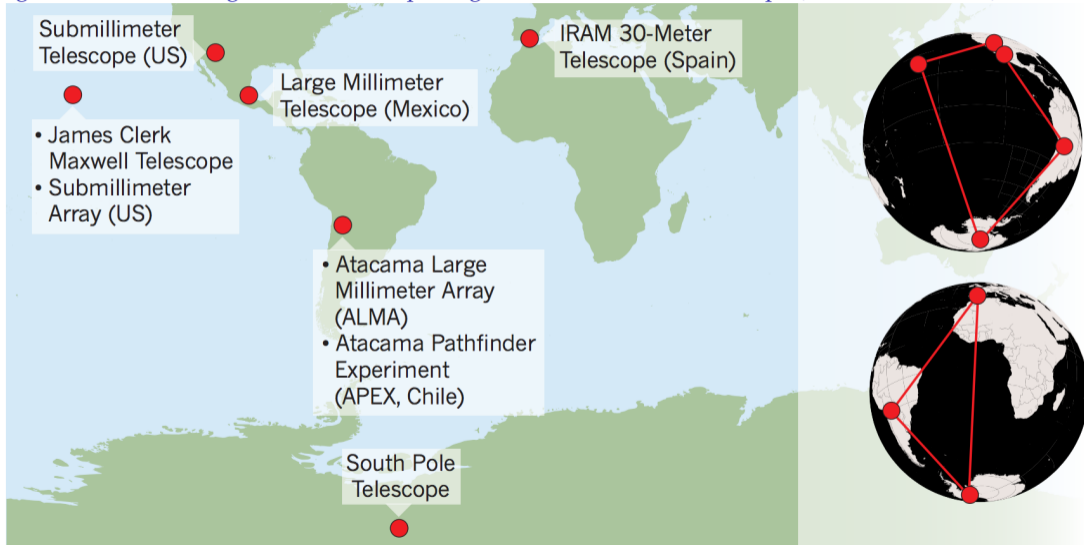 Submillimeter
Telescope (US)
IRAM 30-Meter
Telescope (Spain)
Large Millimeter
Telescope (Mexico)
• James Clerk
Maxwell Telescope
• Submillimeter
Array (US)
• Atacama Large
Millimeter Array
(ALMA)
• Atacama Pathfinder
Experiment
(APEX, Chile)
South Pole
Telescope